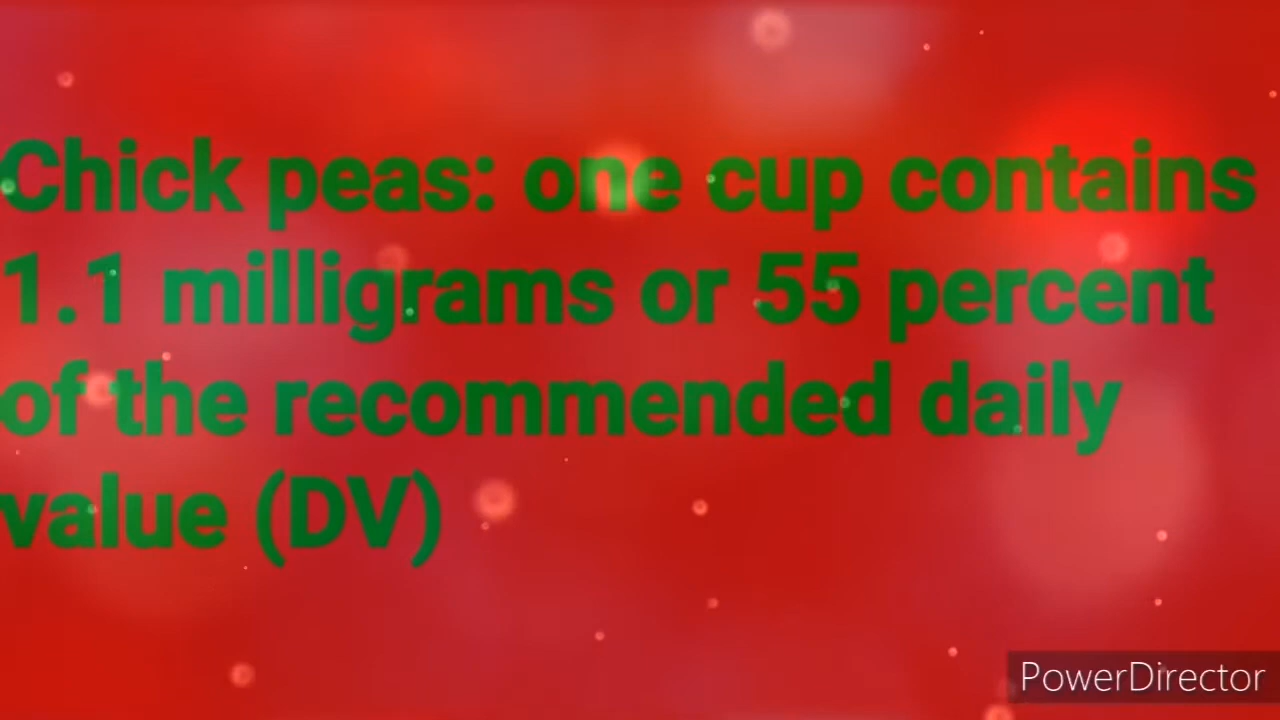 Chick peas: one cup contains
1.1 milligrams or 55 percent
of the recommended daily
value (DV)
PowerDirector